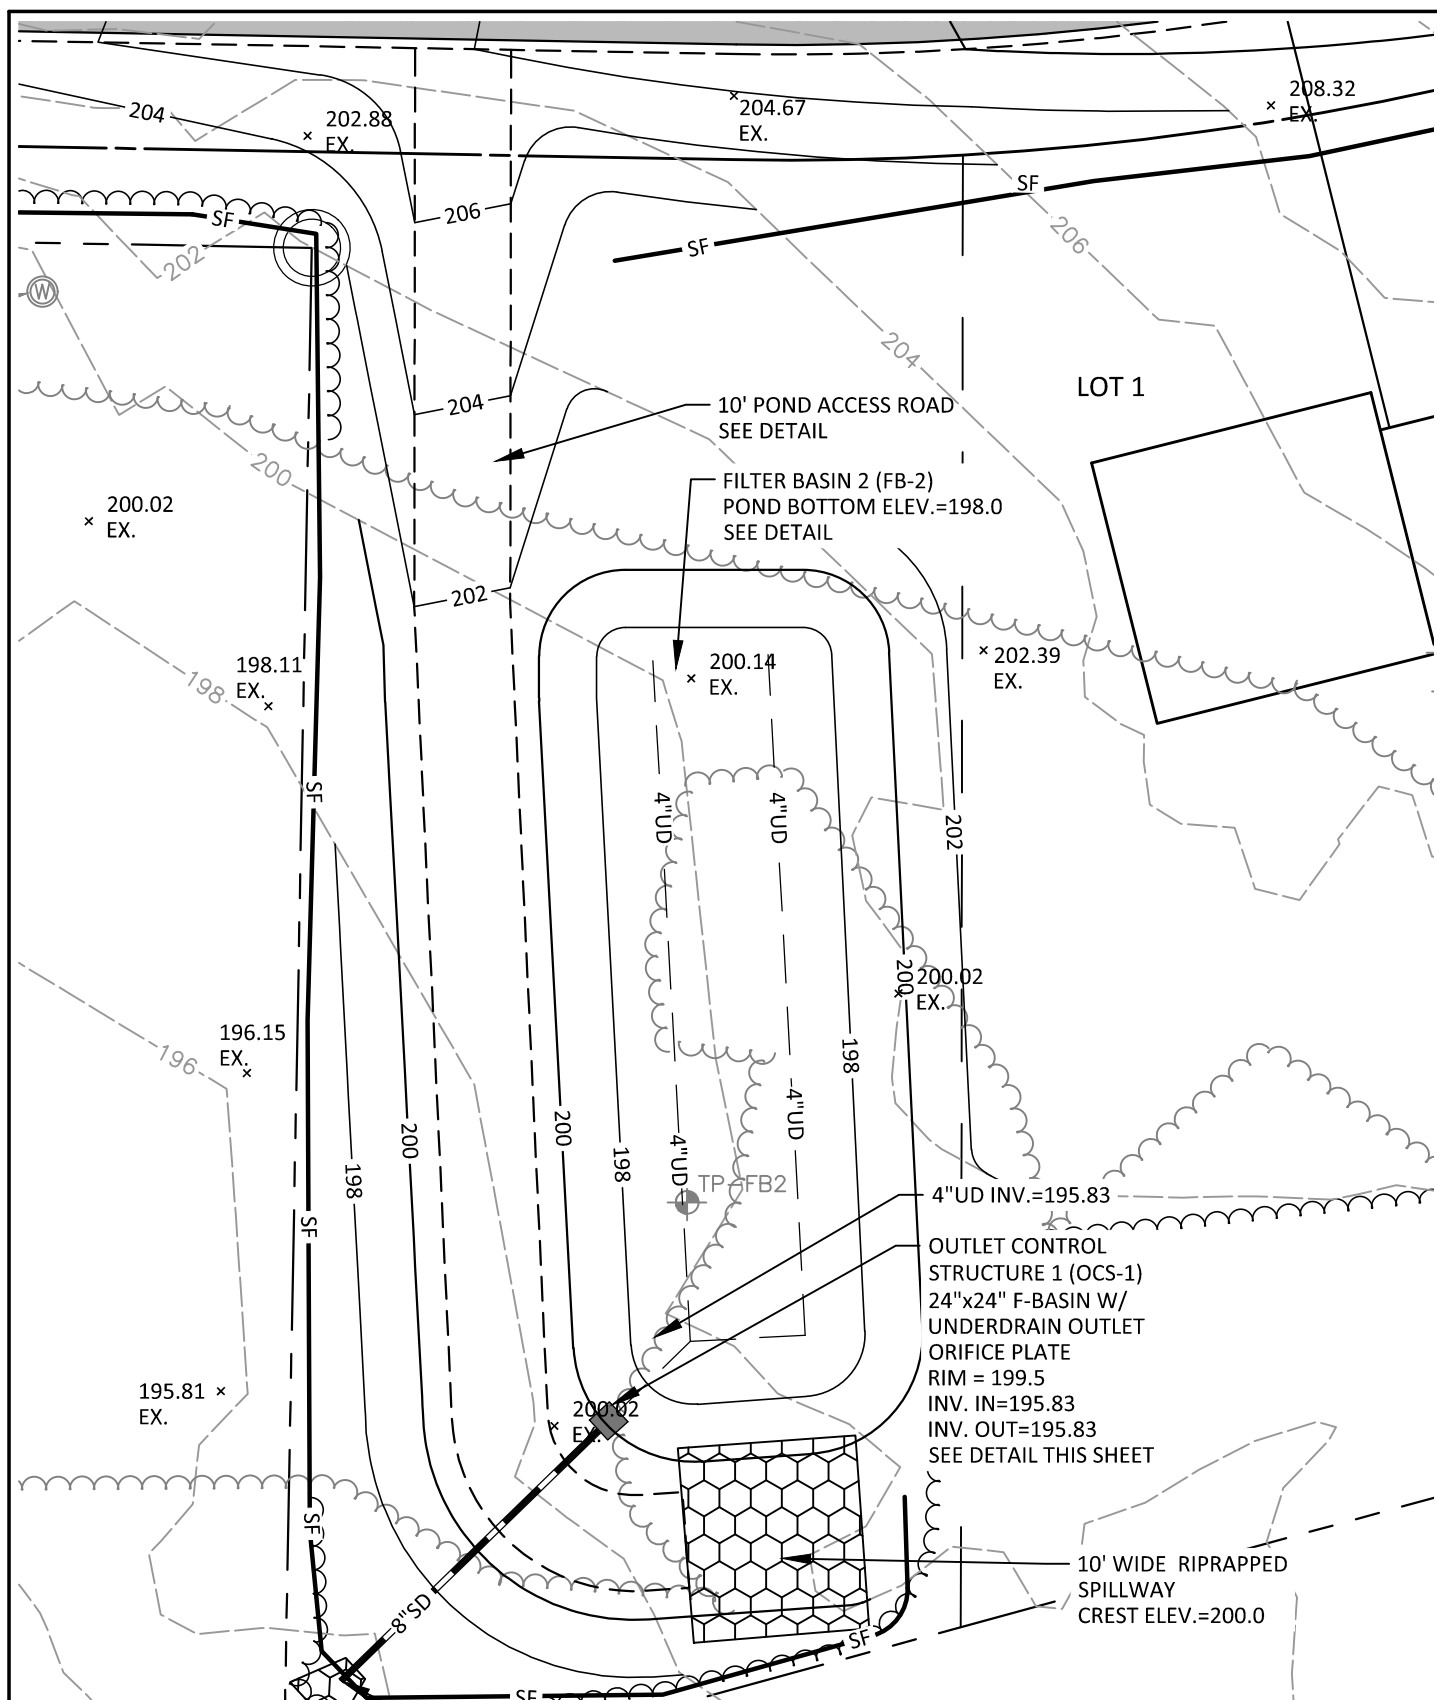 204
202.88
EX.
204.67
EX.
208.32
EX.
SF
206
SF
SF
202
206
W
204
204
LOT 1
10' POND ACCESS ROAD
SEE DETAIL
200
FILTER BASIN 2 (FB-2)
POND BOTTOM ELEV.=198.0
SEE DETAIL
200.02
EX.
202
198.11
EX.
198
200.14
EX.
202.39
EX.
SF
4"UD
4"UD
202
200
200.02
EX.
196.15
EX.
196
198
4"UD
200
200
198
198
4"UD
TP-FB2
4"UD INV.=195.83
SF
OUTLET CONTROL
STRUCTURE 1 (OCS-1)
24"x24" F-BASIN W/
UNDERDRAIN OUTLET
ORIFICE PLATE
RIM = 199.5
INV. IN=195.83
INV. OUT=195.83
SEE DETAIL THIS SHEET
195.81
EX.
200.02
EX.
SF
10' WIDE RIPRAPPED
SPILLWAY
CREST ELEV.=200.0
8"SD
SF
SF